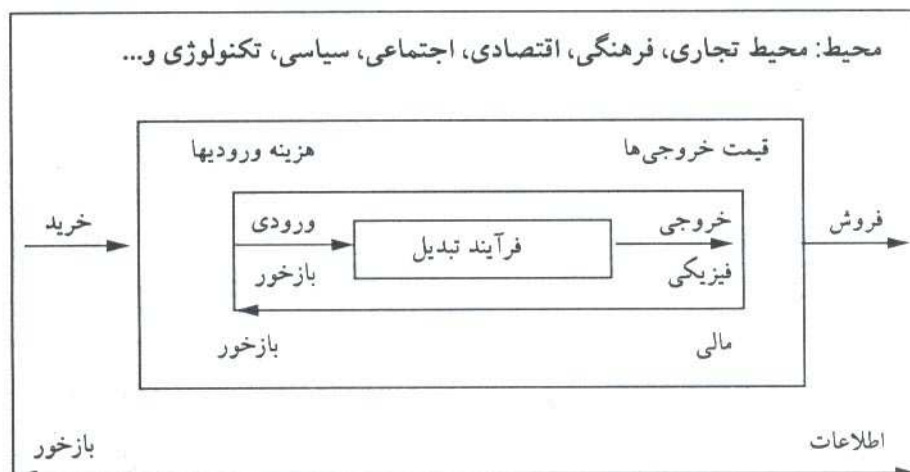 محیط: محیط تجاری، فرهنگی، اقتصادی، اجتماعی، سیاسی، تکنولوژی و...
قیمت خروجی‌ها
هزینه ورودیها
فروش
خروجی
ورودی
خرید
فرآیند تبدیل
فیزیکی
بازخور
مالی
بازخور
اطلاعات
بازخور